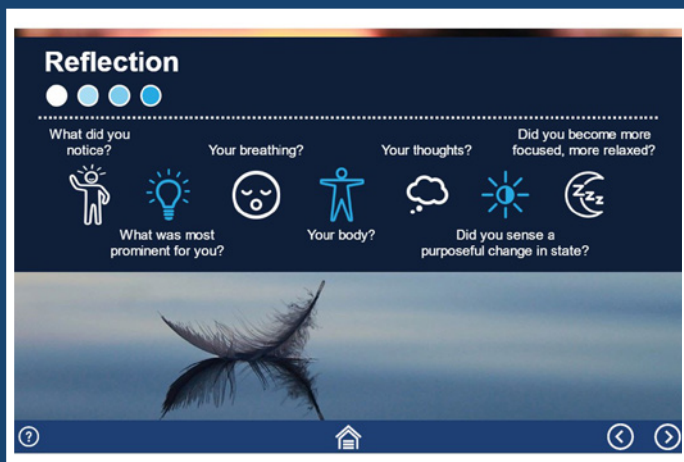 Reflection
What did you
notice?
Your breathing?
Your thoughts?
Did you become more
focused, more relaxed?
What was most
prominent for you?
Your body?
Did you sense a
purposeful change in state?
zzz
?